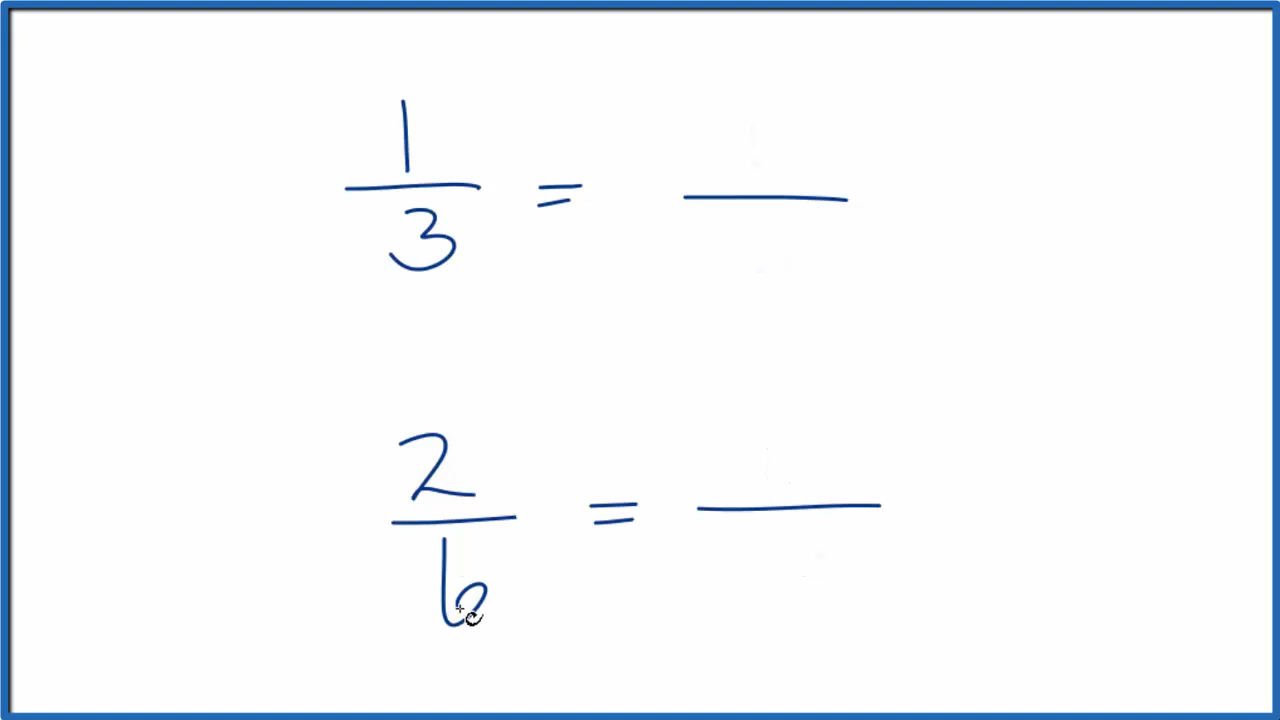 1/3 =
2/6 =